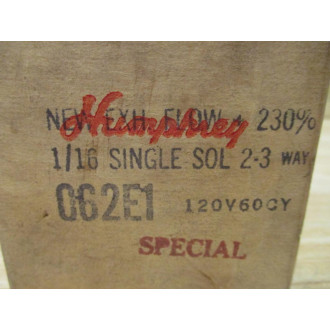 Humphrey
NEW EXH. FLOW + 230%
1/16 SINGLE SOL 2-3 WAY
062E1 120V60CY
SPECIAL